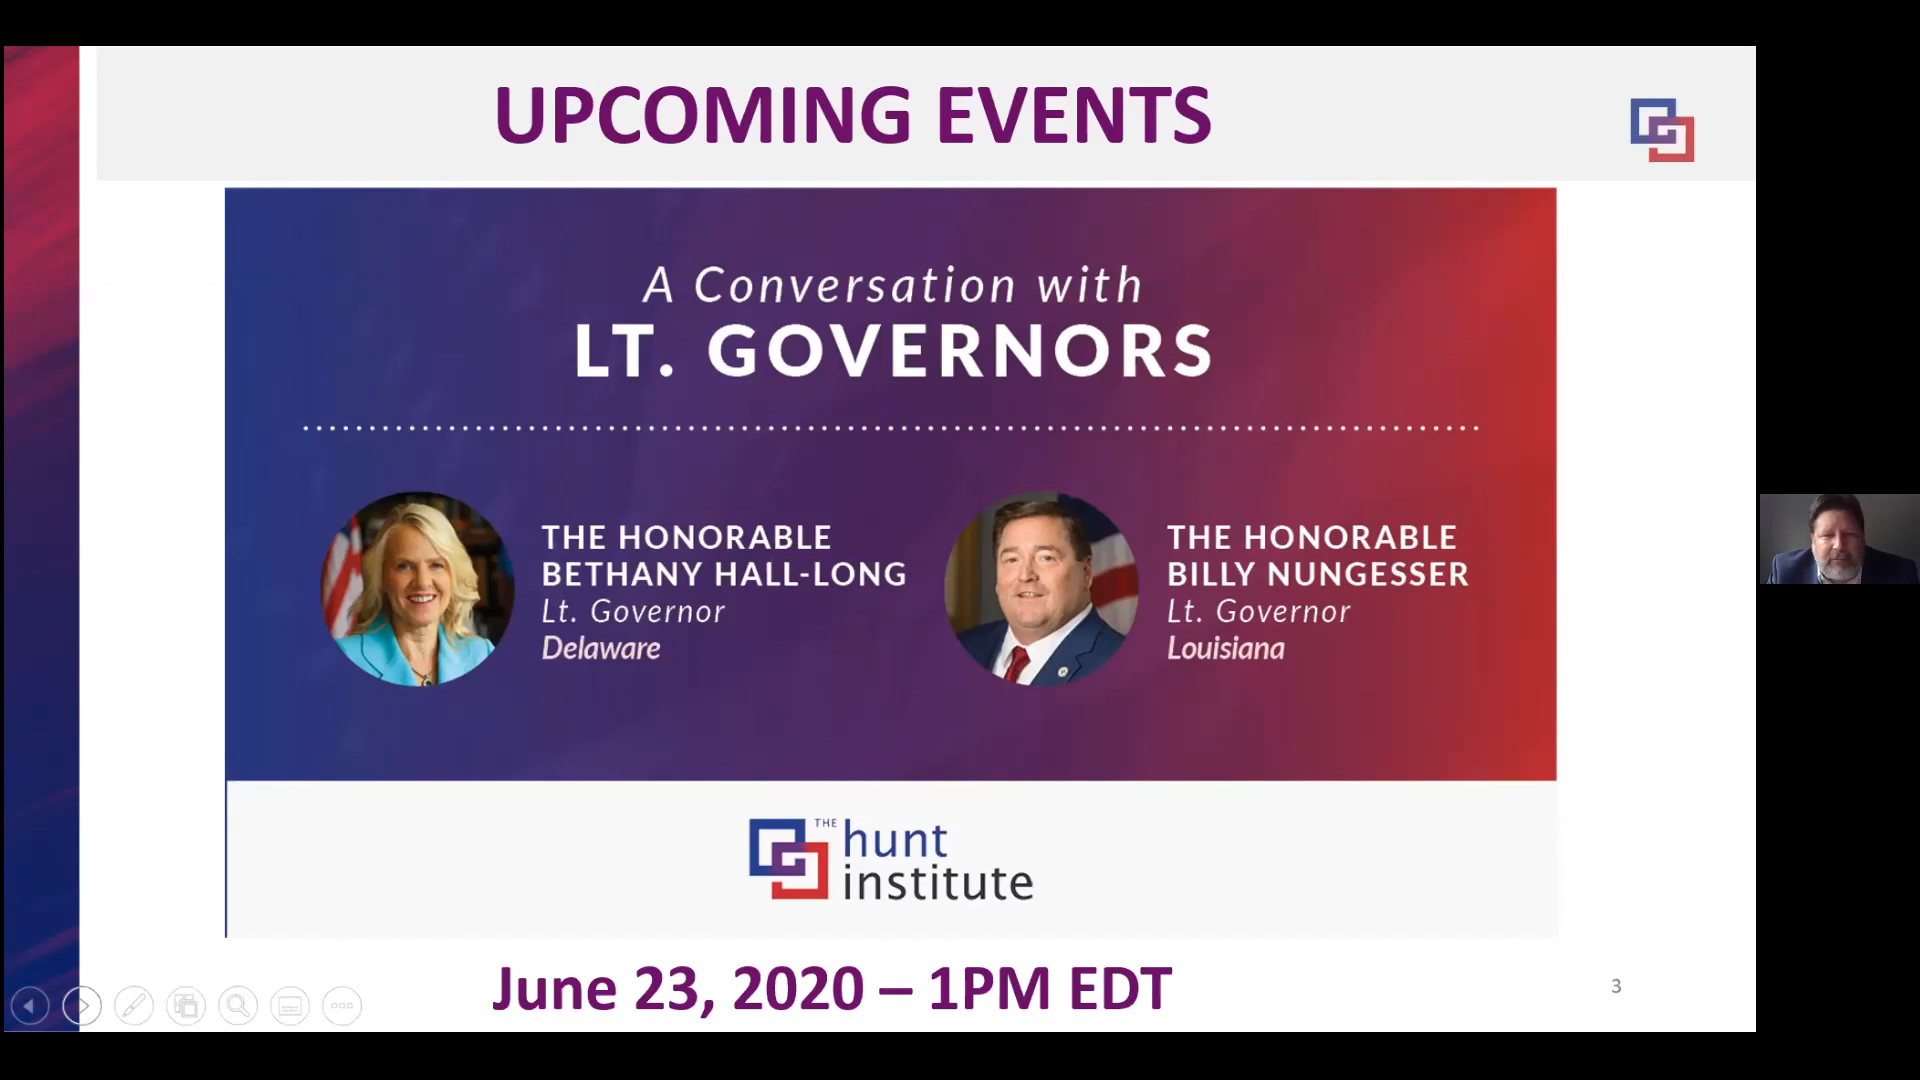 UPCOMING EVENTS
A Conversation with
LT. GOVERNORS
THE HONORABLE
BETHANY HALL-LONG
Lt. Governor
Delaware
THE HONORABLE
BILLY NUNGESSER
Lt. Governor
Louisiana
THE hunt
institute
June 23, 2020 – 1PM EDT
3